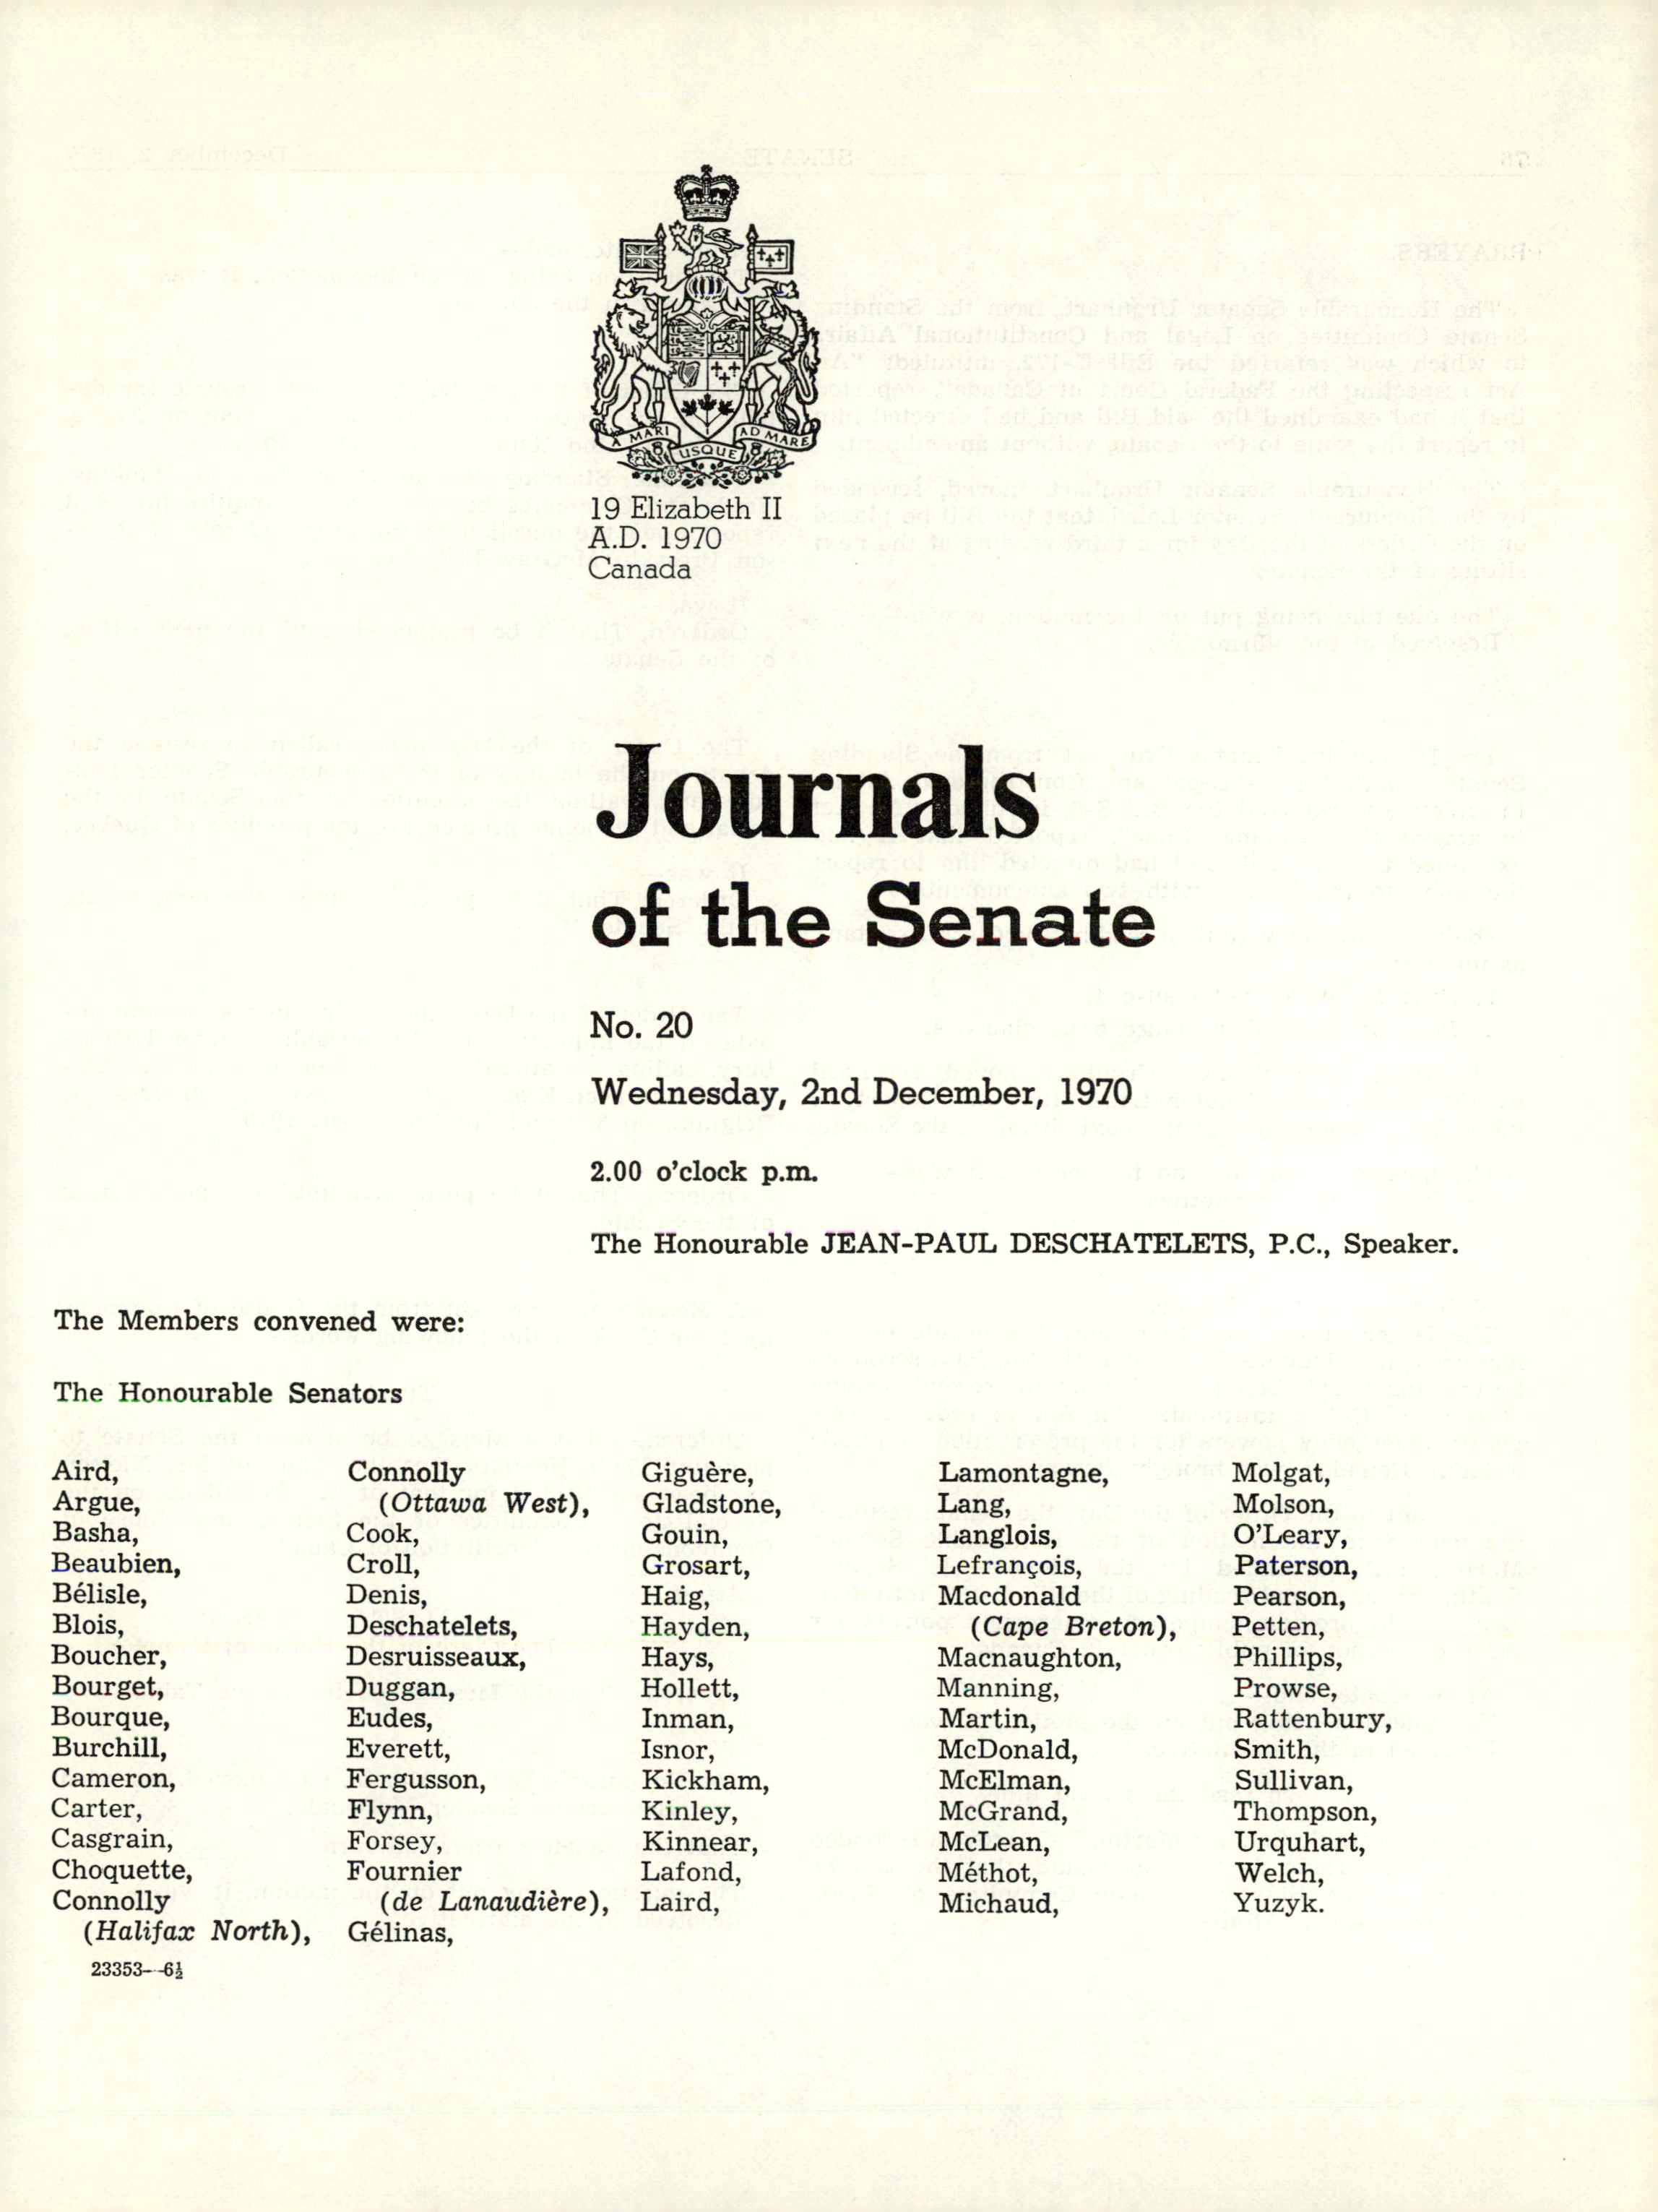 A MARI USQUE AD MARE
19 Elizabeth II
A.D. 1970
Canada
Journals
of the Senate
No. 20
Wednesday, 2nd December, 1970
2.00 o'clock p.m.
The Honourable JEAN-PAUL DESCHATELETS, P.C., Speaker.
The Members convened were:
The Honourable Senators
Aird,
Argue,
Basha,
Beaubien,
Bélisle,
Blois,
Boucher,
Bourget,
Bourque,
Burchill,
Cameron,
Carter,
Casgrain,
Choquette,
Connolly
(Halifax North),
Connolly
(Ottawa West),
Cook,
Croll,
Denis,
Deschatelets,
Desruisseaux,
Duggan,
Eudes,
Everett,
Fergusson,
Flynn,
Forsey,
Fournier
(de Lanaudière),
Gélinas,
Giguère,
Gladstone,
Gouin,
Grosart,
Haig,
Hayden,
Hays,
Hollett,
Inman,
Isnor,
Kickham,
Kinley,
Kinnear,
Lafond,
Laird,
Lamontagne,
Lang,
Langlois,
Lefrançois,
Macdonald
(Cape Breton),
Macnaughton,
Manning,
Martin,
McDonald,
McElman,
McGrand,
McLean,
Méthot,
Michaud,
Molgat,
Molson,
O'Leary,
Paterson,
Pearson,
Petten,
Phillips,
Prowse,
Rattenbury,
Smith,
Sullivan,
Thompson,
Urquhart,
Welch,
Yuzyk.
23353—6½